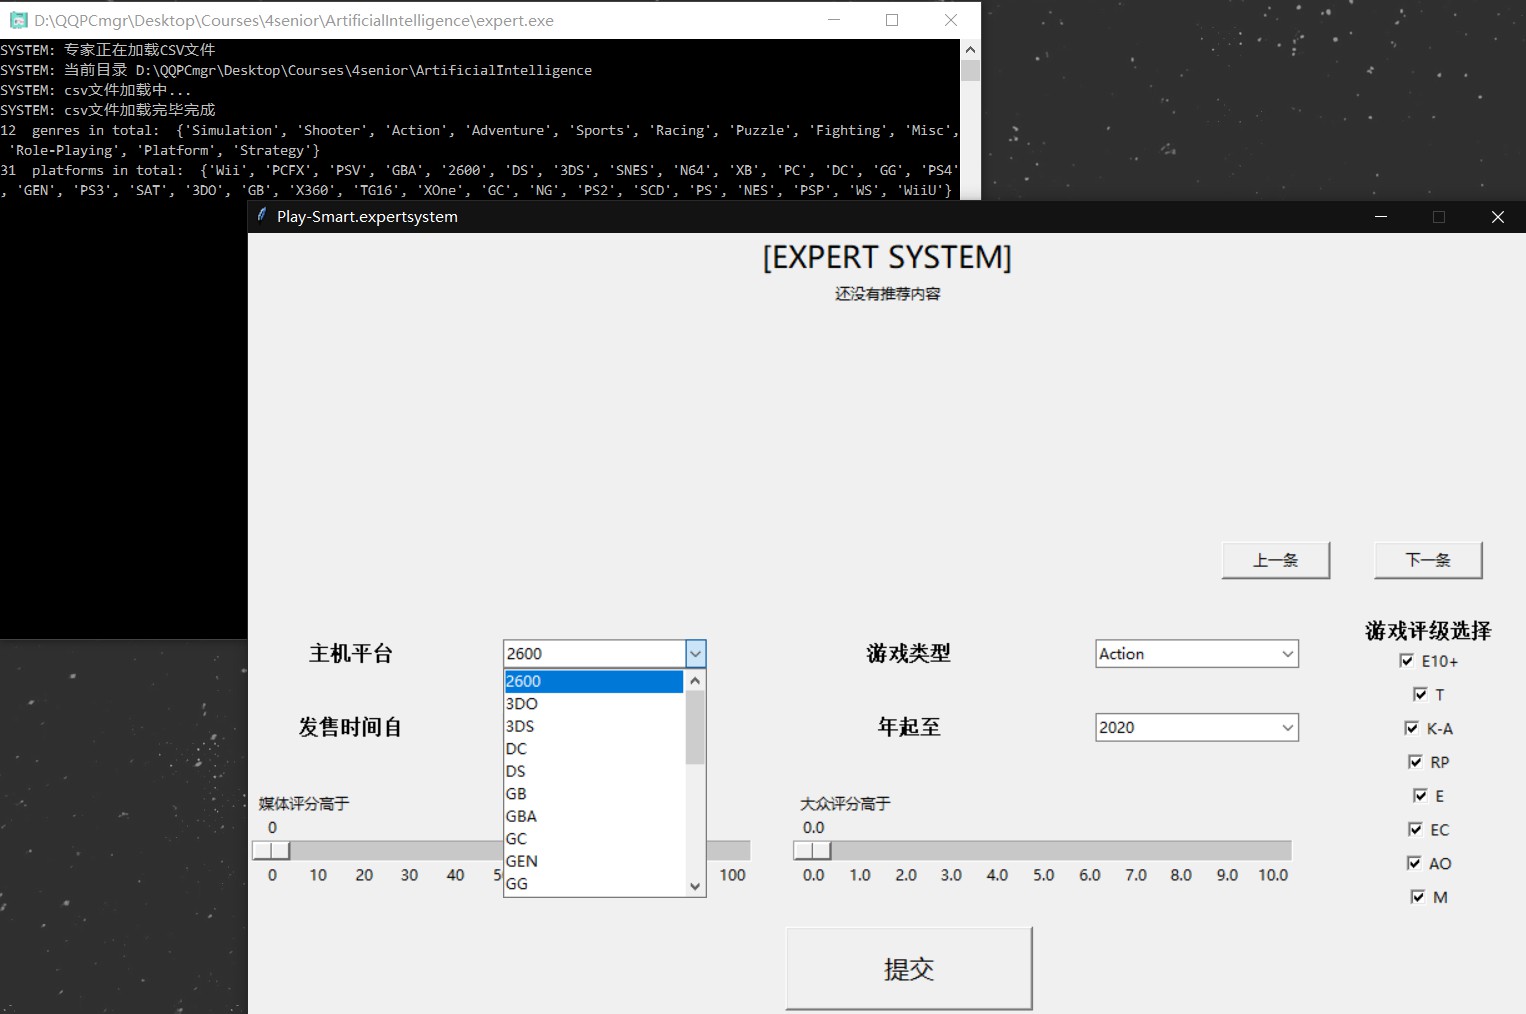 D:\QQPCmgr\Desktop\Courses\4senior\ArtificialIntelligence\expert.exe
SYSTEM: 专家正在加载CSV文件
SYSTEM: 当前目录 D:\QQPCmgr\Desktop\Courses\4senior\ArtificialIntelligence
SYSTEM: csv文件加载中...
SYSTEM: csv文件加载完毕完成
12  genres in total:  {'Simulation', 'Shooter', 'Action', 'Adventure', 'Sports', 'Racing', 'Puzzle', 'Fighting', 'Misc',
 'Role-Playing', 'Platform', 'Strategy'}
31  platforms in total:  {'Wii', 'PCFX', 'PSV', 'GBA', '2600', 'DS', '3DS', 'SNES', 'N64', 'XB', 'PC', 'DC', 'GG', 'PS4'
, 'GEN', 'PS3', 'SAT', '3DO', 'GB', 'X360', 'TG16', 'XOne', 'GC', 'NG', 'PS2', 'SCD', 'PS', 'NES', 'PSP', 'WS', 'WiiU'}
Play-Smart.expertsystem
[EXPERT SYSTEM]
还没有推荐内容
上一条 下一条
主机平台 2600 游戏类型 Action
2600
3DO
3DS
DC
DS
GB
GBA
GC
GEN
GG
发售时间自 年起至 2020
媒体评分高于
0
0 10 20 30 40 100
大众评分高于
0.0
0.0 1.0 2.0 3.0 4.0 5.0 6.0 7.0 8.0 9.0 10.0
游戏评级选择
E10+
T
K-A
RP
E
EC
AO
M
提交